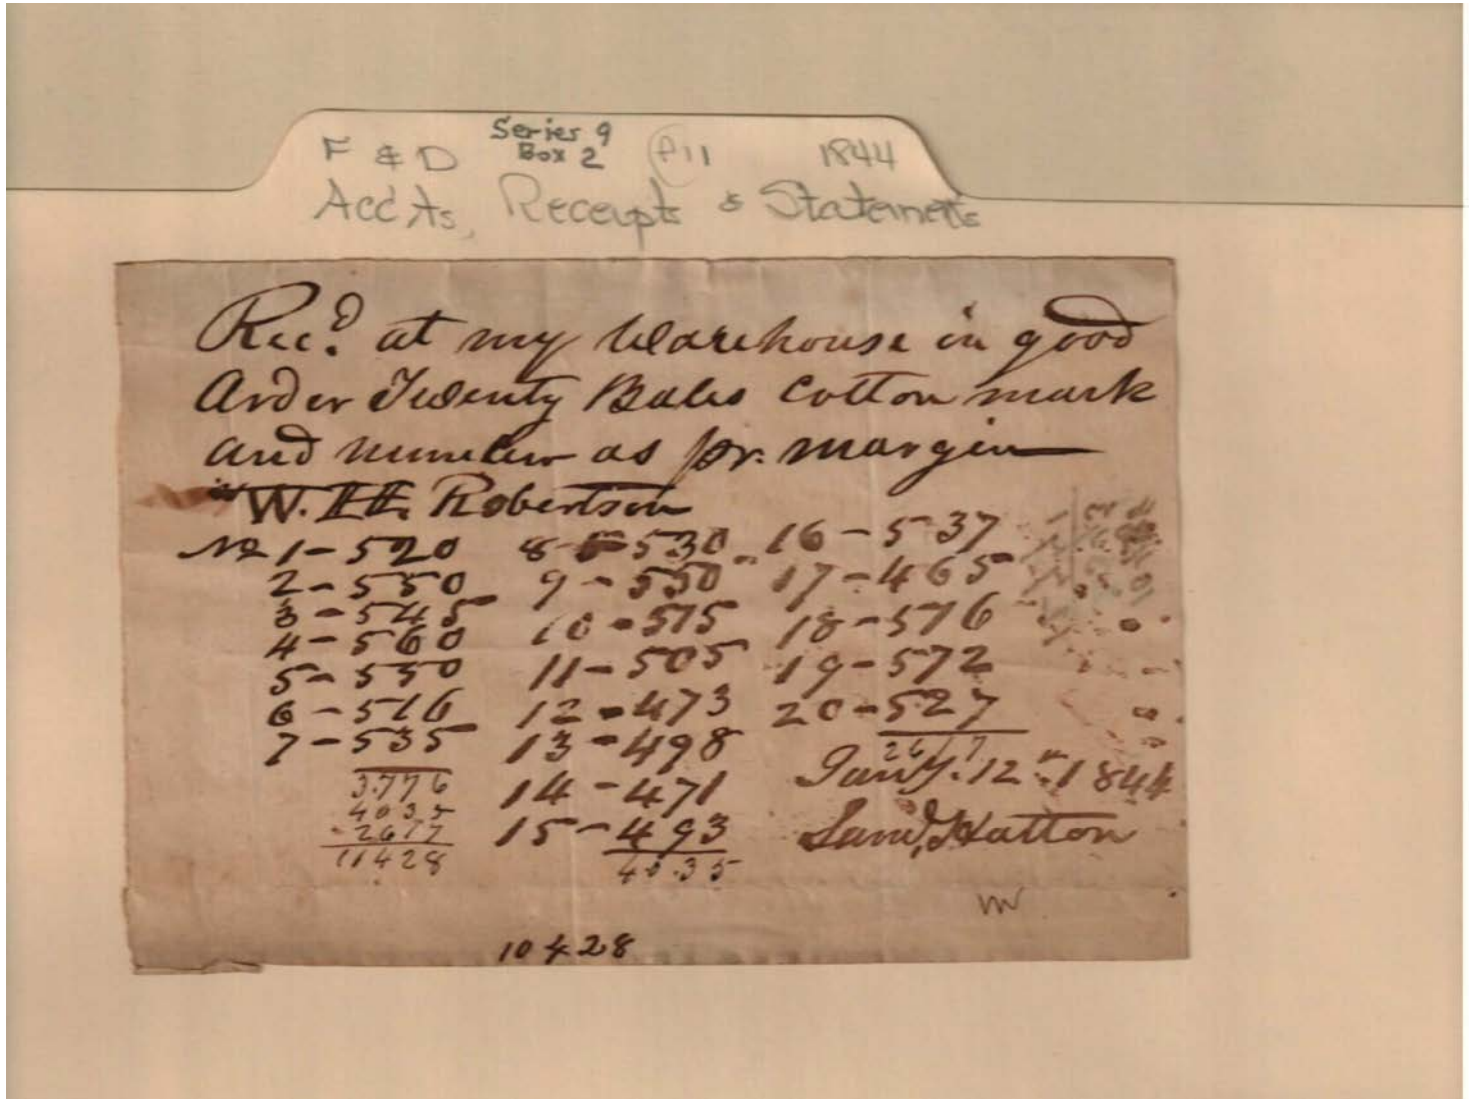 F & D Series 9 Box 2 P11 1844
Acc'ts, Receipts & Statements
Recd. at my Warehouse in good
Order Twenty Bales Cotton mark
and number as pr. margin
W. H. Robertson
No 1 - 520 8 - 530 16 - 537
2 - 550 9 - 550 17 - 465
3 - 545 10 - 515 18 - 516
4 - 560 11 - 505 19 - 572
5 - 550 12 - 473 20 - 527
6 - 516 13 - 498 2617
7 - 535 14 - 471 Jany. 12th 1844
3776 15 - 493 Saml Hatton
4035 4035
2617
11428
10428